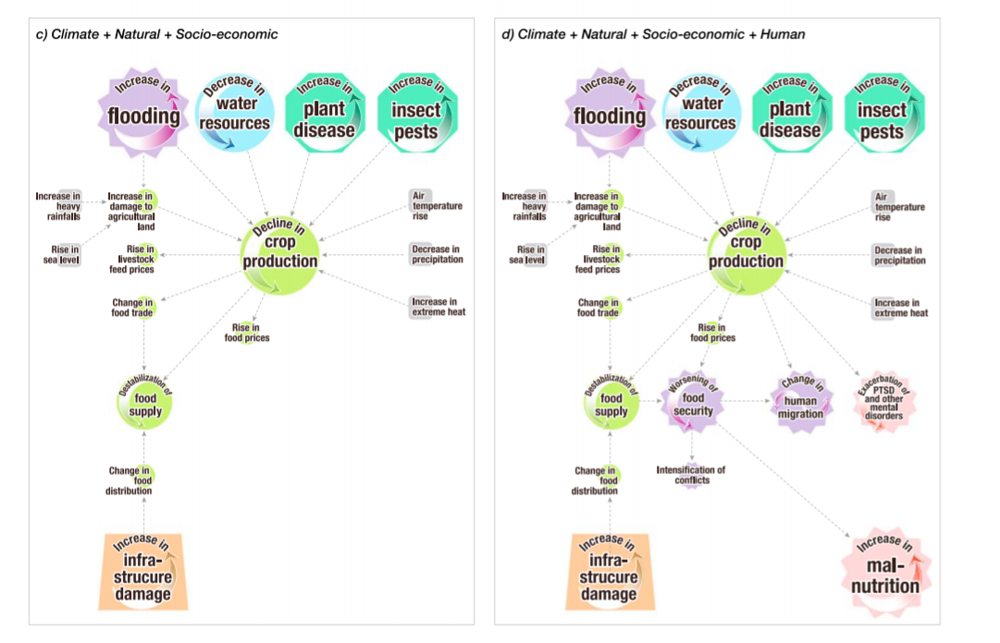 c) Climate + Natural + Socio-economic
Increase in
flooding
Decrease in
water
resources
Increase in
plant
disease
Increase in
insect
pests
Increase in
heavy
rainfalls
Increase in
damage to
agricultural
land
Air
temperature
rise
Decline in
crop
production
Rise in
sea level
Rise in
livestock
feed prices
Decrease in
precipitation
Change in
food trade
Increase in
extreme heat
Rise in
food prices
Destabilization of
food
supply
Change in
food
distribution
Increase in
infra-
strucure
damage
d) Climate + Natural + Socio-economic + Human
Increase in
flooding
Decrease in
water
resources
Increase in
plant
disease
Increase in
insect
pests
Increase in
heavy
rainfalls
Increase in
damage to
agricultural
land
Air
temperature
rise
Decline in
crop
production
Rise in
sea level
Rise in
livestock
feed prices
Decrease in
precipitation
Change in
food trade
Increase in
extreme heat
Rise in
food prices
Destabilization of
food
supply
Worsening of
food
security
Change in
human
migration
Exacerbation of
PTSD
and other
mental
disorders
Change in
food
distribution
Intensification of
conflicts
Increase in
infra-
strucure
damage
Increase in
mal-
nutrition